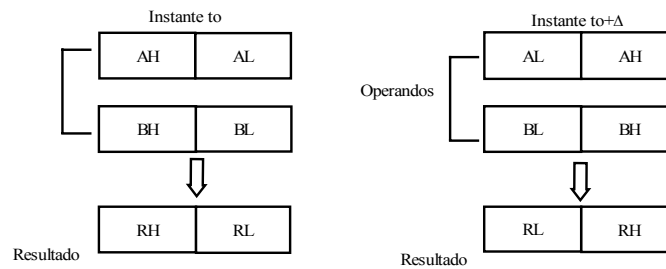 Instante to
AH AL
BH BL
RH RL
Resultado
Instante to+Δ
AL AH
Operandos
BL BH
RL RH
Resultado